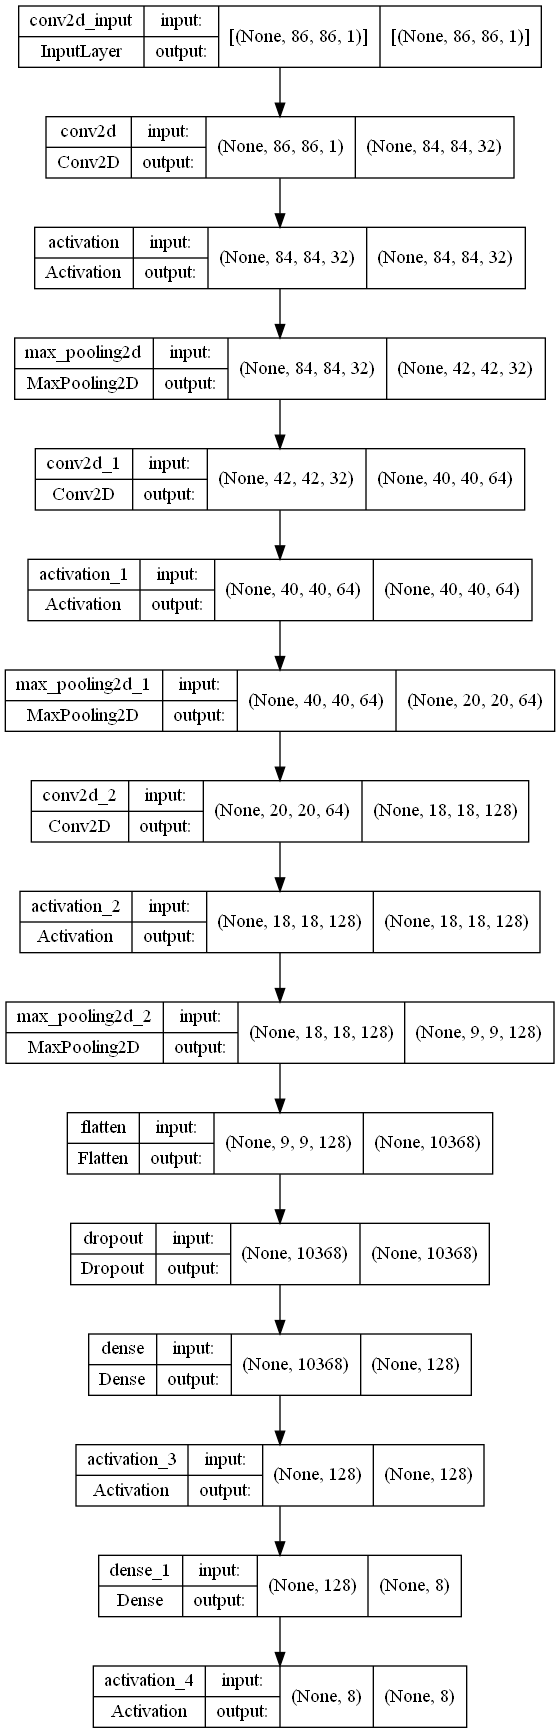 conv2d_input input: [(None, 86, 86, 1)] [(None, 86, 86, 1)]
InputLayer output:
conv2d input: (None, 86, 86, 1) (None, 84, 84, 32)
Conv2D output:
activation input: (None, 84, 84, 32) (None, 84, 84, 32)
Activation output:
max_pooling2d input: (None, 84, 84, 32) (None, 42, 42, 32)
MaxPooling2D output:
conv2d_1 input: (None, 42, 42, 32) (None, 40, 40, 64)
Conv2D output:
activation_1 input: (None, 40, 40, 64) (None, 40, 40, 64)
Activation output:
max_pooling2d_1 input: (None, 40, 40, 64) (None, 20, 20, 64)
MaxPooling2D output:
conv2d_2 input: (None, 20, 20, 64) (None, 18, 18, 128)
Conv2D output:
activation_2 input: (None, 18, 18, 128) (None, 18, 18, 128)
Activation output:
max_pooling2d_2 input: (None, 18, 18, 128) (None, 9, 9, 128)
MaxPooling2D output:
flatten input: (None, 9, 9, 128) (None, 10368)
Flatten output:
dropout input: (None, 10368) (None, 10368)
Dropout output:
dense input: (None, 10368) (None, 128)
Dense output:
activation_3 input: (None, 128) (None, 128)
Activation output:
dense_1 input: (None, 128) (None, 8)
Dense output:
activation_4 input: (None, 8) (None, 8)
Activation output: